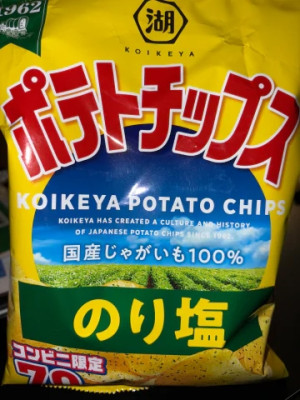 1962
湖
KOIKEYA
ポテトチップス
KOIKEYA POTATO CHIPS
KOIKEYA HAS CREATED A CULTURE AND HISTORY
OF JAPANESE POTATO CHIPS SINCE 1962.
国産じゃがいも100%
のり塩
コンビニ限定